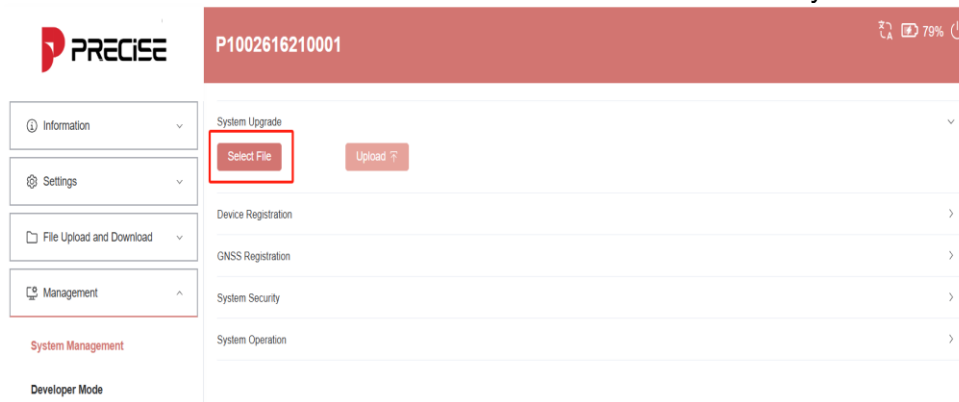 PRECISE
P1002616210001
79%
Information
Settings
File Upload and Download
Management
System Management
Developer Mode
System Upgrade
Select File
Upload
Device Registration
GNSS Registration
System Security
System Operation